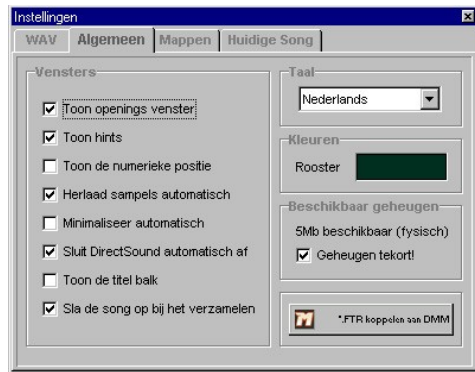 Instellingen
WAV Algemeen Mappen Huidige Song
Vensters
Toon openings venster
Toon hints
Toon de numerieke positie
Herlaad sampels automatisch
Minimaliseer automatisch
Sluit DirectSound automatisch af
Toon de titel balk
Sla de song op bij het verzamelen
Taal
Nederlands
Kleuren
Rooster
Beschikbaar geheugen
5Mb beschikbaar (fysisch)
Geheugen tekort!
*.FTR koppelen aan DMM